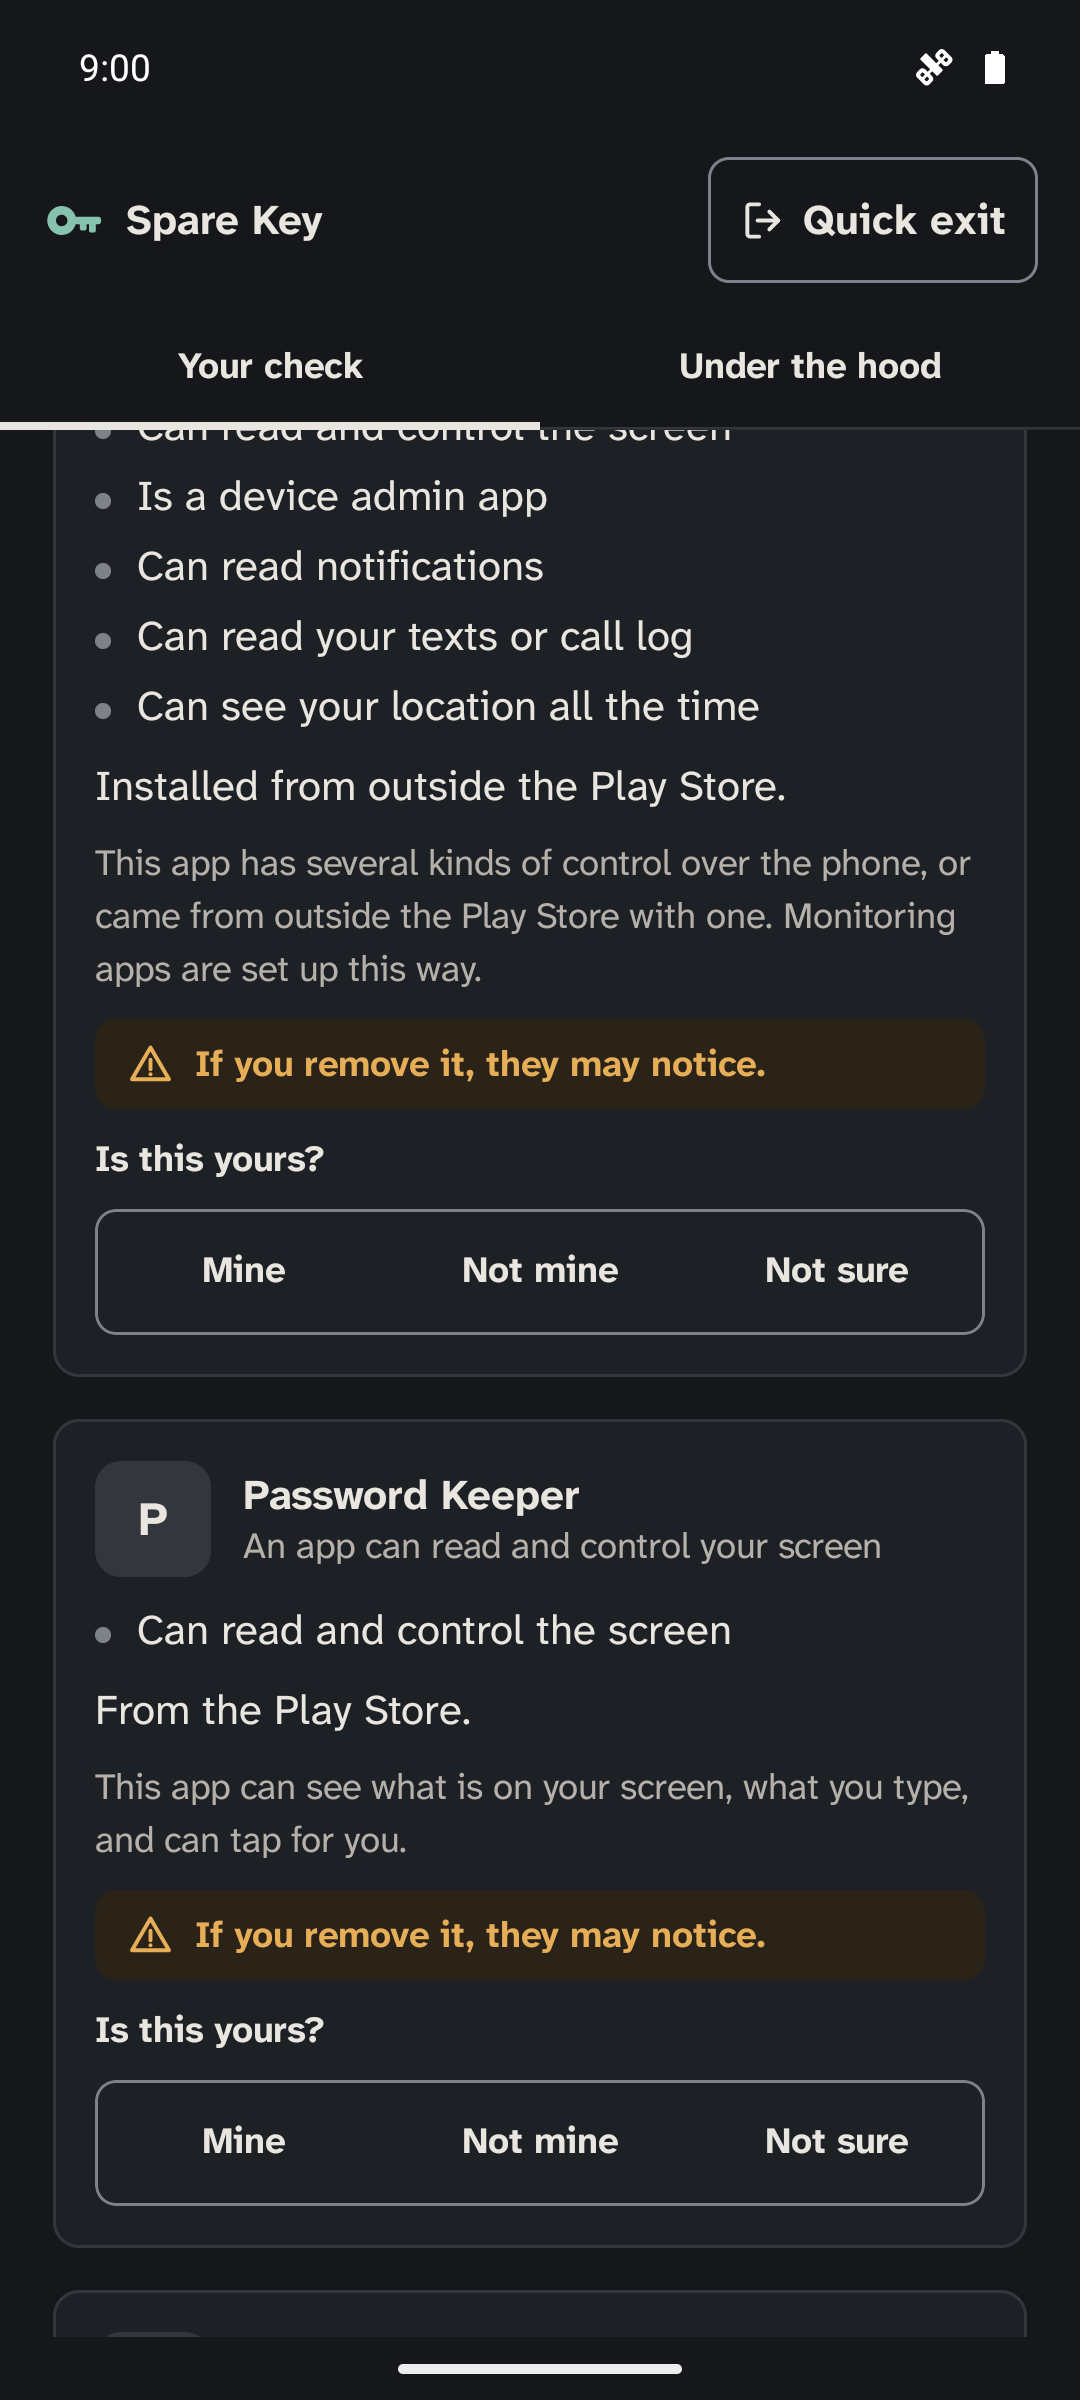 9:00
Spare Key
Quick exit
Your check
Under the hood
Can read and control the screen
Is a device admin app
Can read notifications
Can read your texts or call log
Can see your location all the time
Installed from outside the Play Store.
This app has several kinds of control over the phone, or
came from outside the Play Store with one. Monitoring
apps are set up this way.
If you remove it, they may notice.
Is this yours?
Mine
Not mine
Not sure
P
Password Keeper
An app can read and control your screen
Can read and control the screen
From the Play Store.
This app can see what is on your screen, what you type,
and can tap for you.
If you remove it, they may notice.
Is this yours?
Mine
Not mine
Not sure